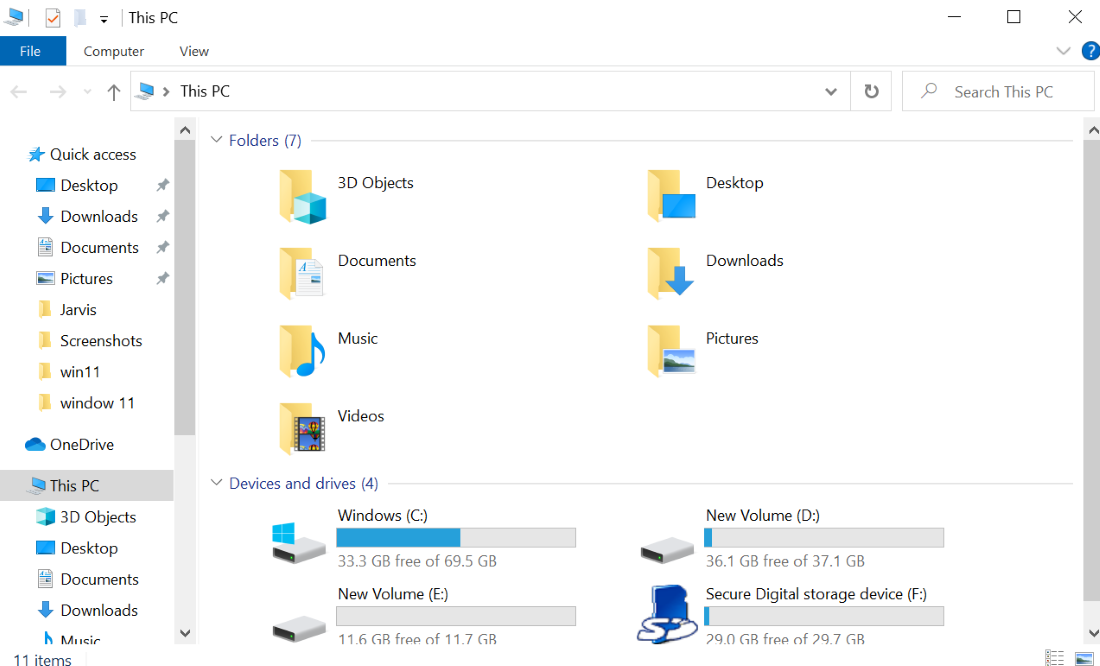 This PC
File Computer View ?
This PC Search This PC
Quick access
Desktop
Downloads
Documents
Pictures
Jarvis
Screenshots
win11
window 11
OneDrive
This PC
3D Objects
Desktop
Documents
Downloads
Music
Folders (7)
3D Objects Desktop
Documents Downloads
Music Pictures
Videos
Devices and drives (4)
Windows (C:) New Volume (D:)
33.3 GB free of 69.5 GB 36.1 GB free of 37.1 GB
New Volume (E:) Secure Digital storage device (F:)
11.6 GB free of 11.7 GB 29.0 GB free of 29.7 GB
11 items